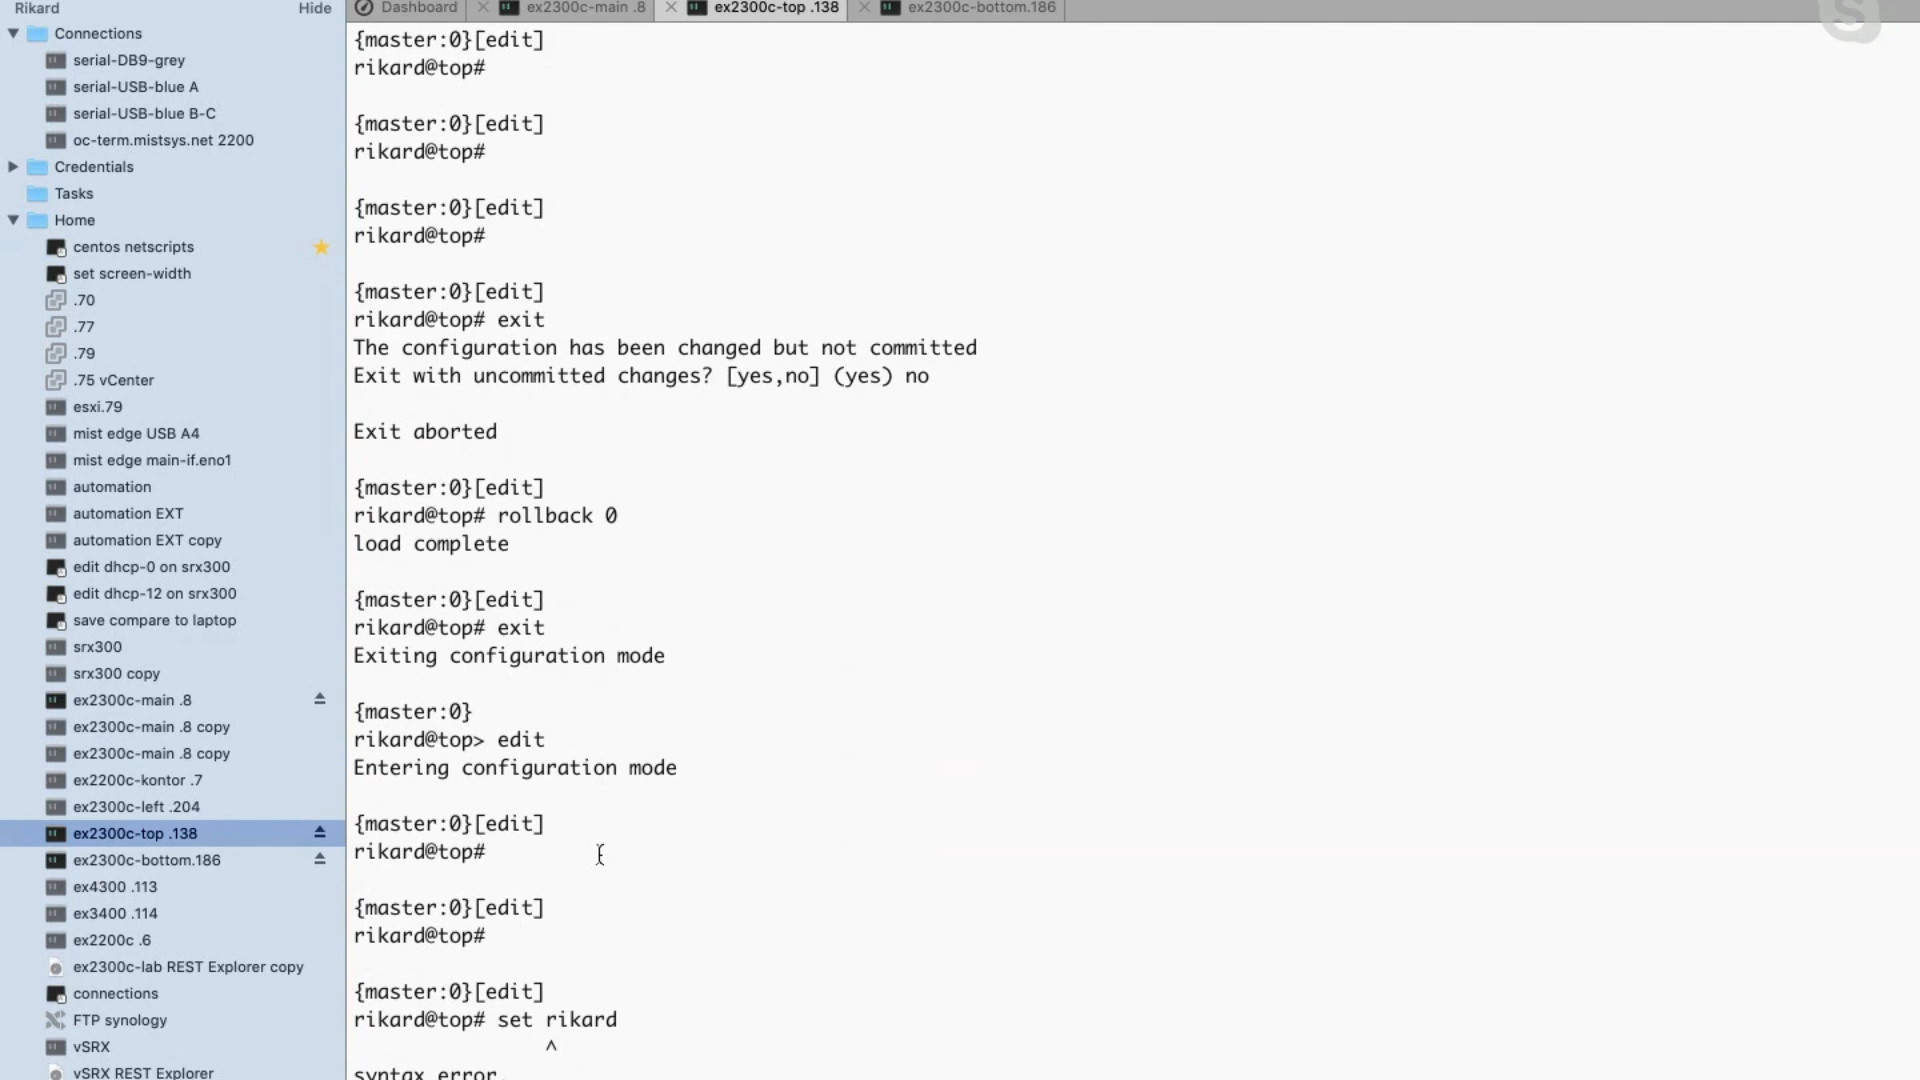 Rikard
Hide
Connections
serial-DB9-grey
serial-USB-blue A
serial-USB-blue B-C
oc-term.mistsys.net 2200
Credentials
Tasks
Home
centos netscripts
set screen-width
.70
.77
.79
.75 vCenter
esxi.79
mist edge USB A4
mist edge main-if.eno1
automation
automation EXT
automation EXT copy
edit dhcp-0 on srx300
edit dhcp-12 on srx300
save compare to laptop
srx300
srx300 copy
ex2300c-main .8
ex2300c-main .8 copy
ex2300c-main .8 copy
ex2200c-kontor .7
ex2300c-left .204
ex2300c-top .138
ex2300c-bottom.186
ex4300 .113
ex3400 .114
ex2200c .6
ex2300c-lab REST Explorer copy
connections
FTP synology
vSRX
vSRX REST Explorer
Dashboard
ex2300c-main .8
ex2300c-top .138
ex2300c-bottom.186
{master:0}[edit]
rikard@top#
{master:0}[edit]
rikard@top#
{master:0}[edit]
rikard@top#
{master:0}[edit]
rikard@top# exit
The configuration has been changed but not committed
Exit with uncommitted changes? [yes,no] (yes) no
Exit aborted
{master:0}[edit]
rikard@top# rollback 0
load complete
{master:0}[edit]
rikard@top# exit
Exiting configuration mode
{master:0}
rikard@top> edit
Entering configuration mode
{master:0}[edit]
rikard@top#
{master:0}[edit]
rikard@top#
{master:0}[edit]
rikard@top# set rikard
^
syntax error.